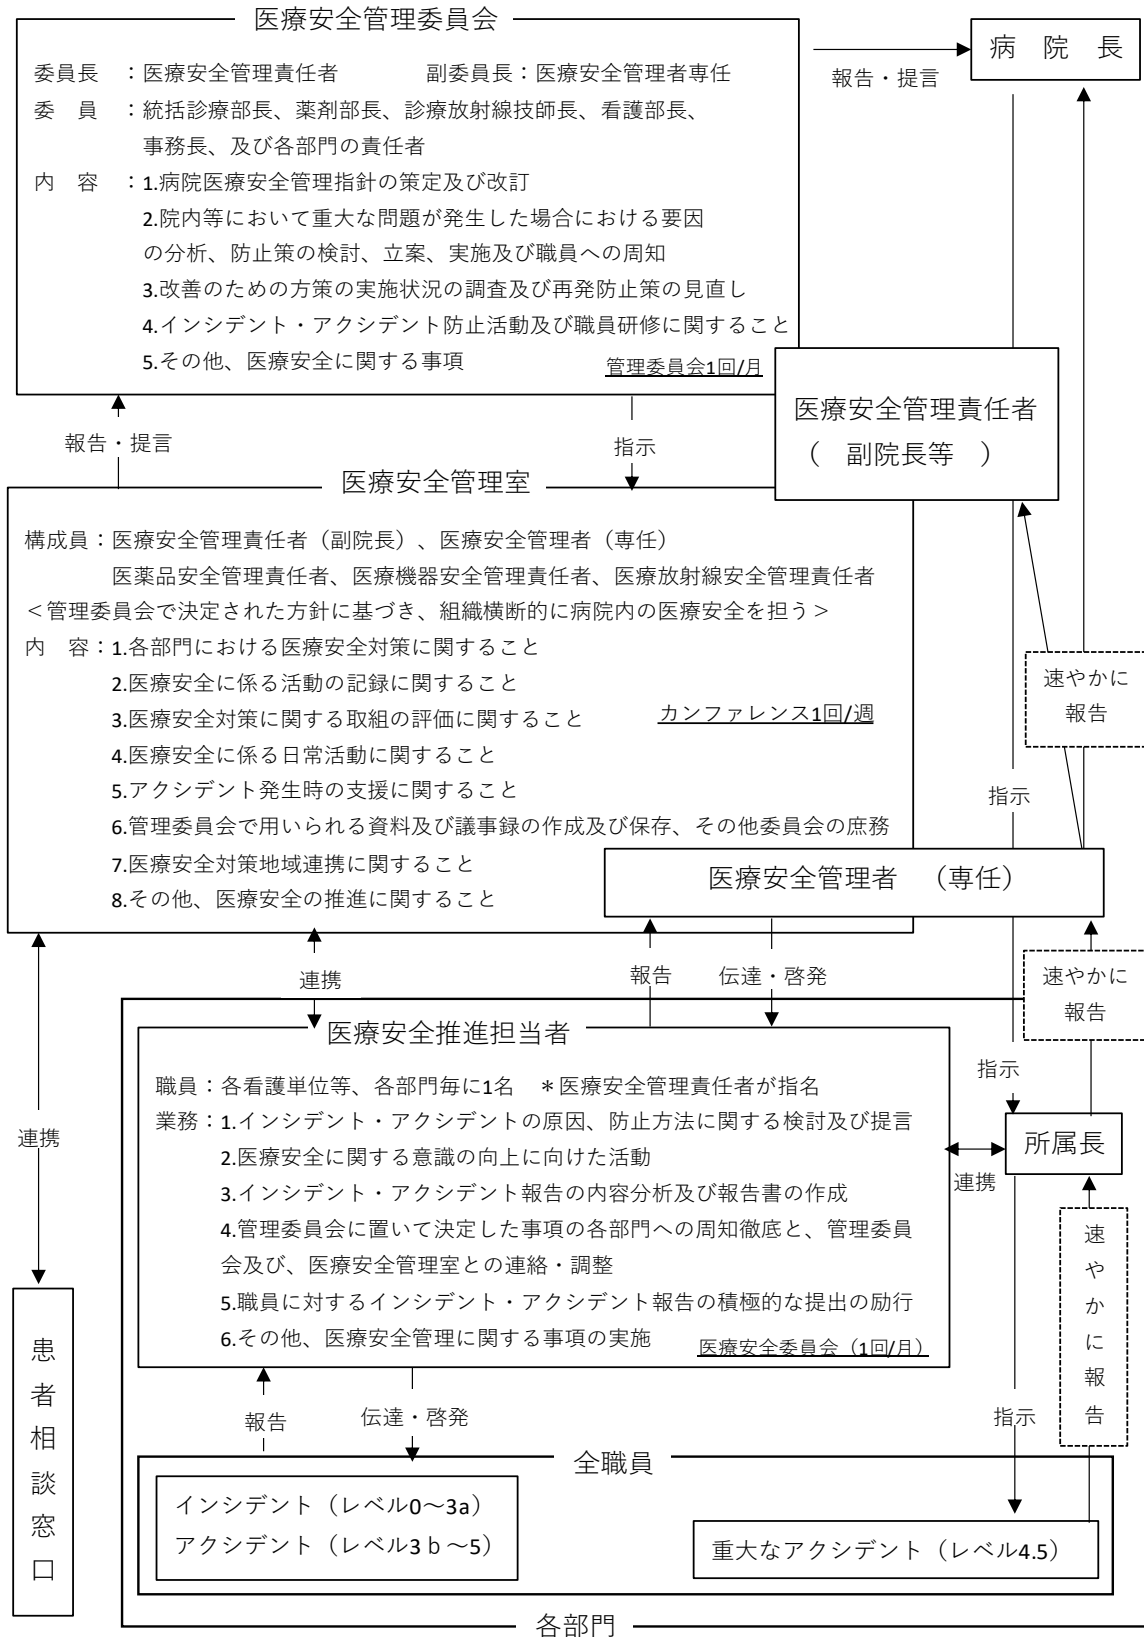 医療安全管理委員会
委員長 ：医療安全管理責任者 副委員長：医療安全管理者専任
委 員 ：統括診療部長、薬剤部長、診療放射線技師長、看護部長、
事務長、及び各部門の責任者
内 容 ：1.病院医療安全管理指針の策定及び改訂
2.院内等において重大な問題が発生した場合における要因
の分析、防止策の検討、立案、実施及び職員への周知
3.改善のための方策の実施状況の調査及び再発防止策の見直し
4.インシデント・アクシデント防止活動及び職員研修に関すること
5.その他、医療安全に関する事項
管理委員会1回/月
報告・提言
病 院 長
医療安全管理責任者
（ 副院長等 ）
報告・提言
指示
医療安全管理室
構成員：医療安全管理責任者（副院長）、医療安全管理者（専任）
医薬品安全管理責任者、医療機器安全管理責任者、医療放射線安全管理責任者
＜管理委員会で決定された方針に基づき、組織横断的に病院内の医療安全を担う＞
内 容：1.各部門における医療安全対策に関すること
2.医療安全に係る活動の記録に関すること
3.医療安全対策に関する取組の評価に関すること
カンファレンス1回/週
4.医療安全に係る日常活動に関すること
5.アクシデント発生時の支援に関すること
6.管理委員会で用いられる資料及び議事録の作成及び保存、その他委員会の庶務
7.医療安全対策地域連携に関すること
8.その他、医療安全の推進に関すること
速やかに
報告
指示
医療安全管理者 （専任）
連携
報告
伝達・啓発
速やかに
報告
医療安全推進担当者
職員：各看護単位等、各部門毎に1名 ＊医療安全管理責任者が指名
業務：1.インシデント・アクシデントの原因、防止方法に関する検討及び提言
2.医療安全に関する意識の向上に向けた活動
3.インシデント・アクシデント報告の内容分析及び報告書の作成
4.管理委員会に置いて決定した事項の各部門への周知徹底と、管理委員
会及び、医療安全管理室との連絡・調整
5.職員に対するインシデント・アクシデント報告の積極的な提出の励行
6.その他、医療安全管理に関する事項の実施
医療安全委員会（1回/月）
指示
所属長
連携
連携
速やかに報告
患者相談窓口
報告
伝達・啓発
指示
全職員
インシデント（レベル0～3a）
アクシデント（レベル3ｂ～5）
重大なアクシデント（レベル4.5）
各部門